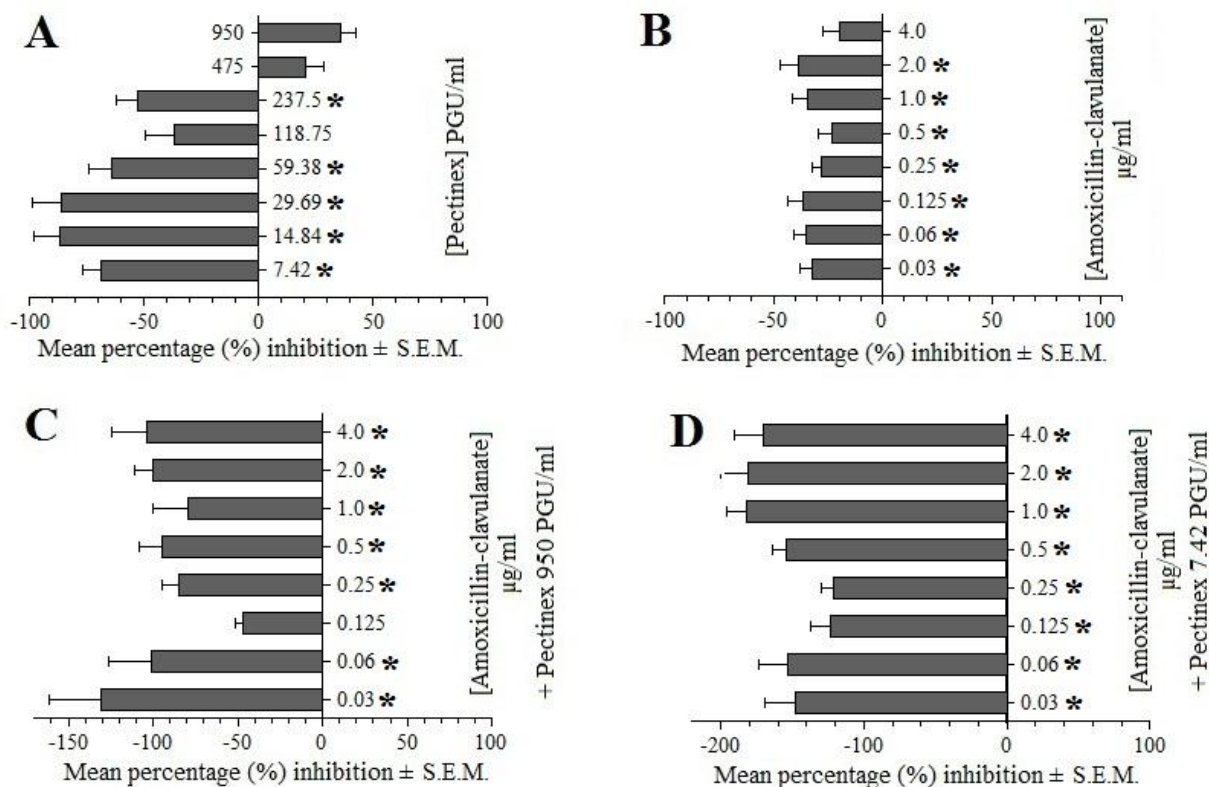 A
950
475
237.5 *
118.75
59.38 *
29.69 *
14.84 *
7.42 *
[Pectinex] PGU/ml
-100 -50 0 50 100
Mean percentage (%) inhibition ± S.E.M.
B
4.0
2.0 *
1.0 *
0.5 *
0.25 *
0.125 *
0.06 *
0.03 *
[Amoxicillin-clavulanate]
µg/ml
-100 -50 0 50 100
Mean percentage (%) inhibition ± S.E.M.
C
4.0 *
2.0 *
1.0 *
0.5 *
0.25 *
0.125
0.06 *
0.03 *
[Amoxicillin-clavulanate]
µg/ml
+ Pectinex 950 PGU/ml
-150 -100 -50 0 50 100
Mean percentage (%) inhibition ± S.E.M.
D
4.0 *
2.0 *
1.0 *
0.5 *
0.25 *
0.125 *
0.06 *
0.03 *
[Amoxicillin-clavulanate]
µg/ml
+ Pectinex 7.42 PGU/ml
-200 -100 0 100
Mean percentage (%) inhibition ± S.E.M.